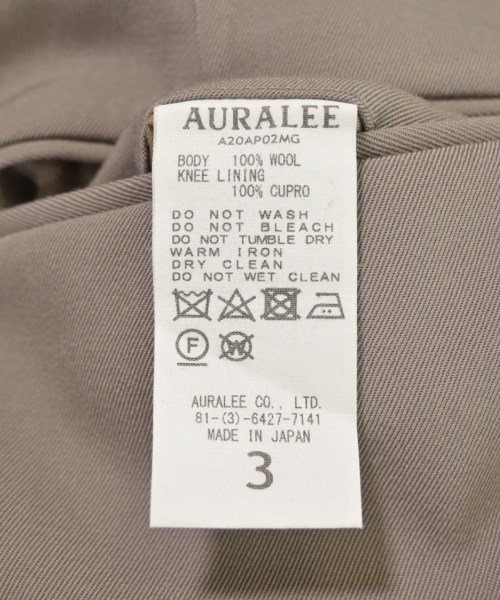 AURALEE
A20AP02MG
BODY 100% WOOL
KNEE LINING
100% CUPRO
DO NOT WASH
DO NOT BLEACH
DO NOT TUMBLE DRY
WARM IRON
DRY CLEAN
DO NOT WET CLEAN
F W
AURALEE CO., LTD.
81-(3)-6427-7141
MADE IN JAPAN
3